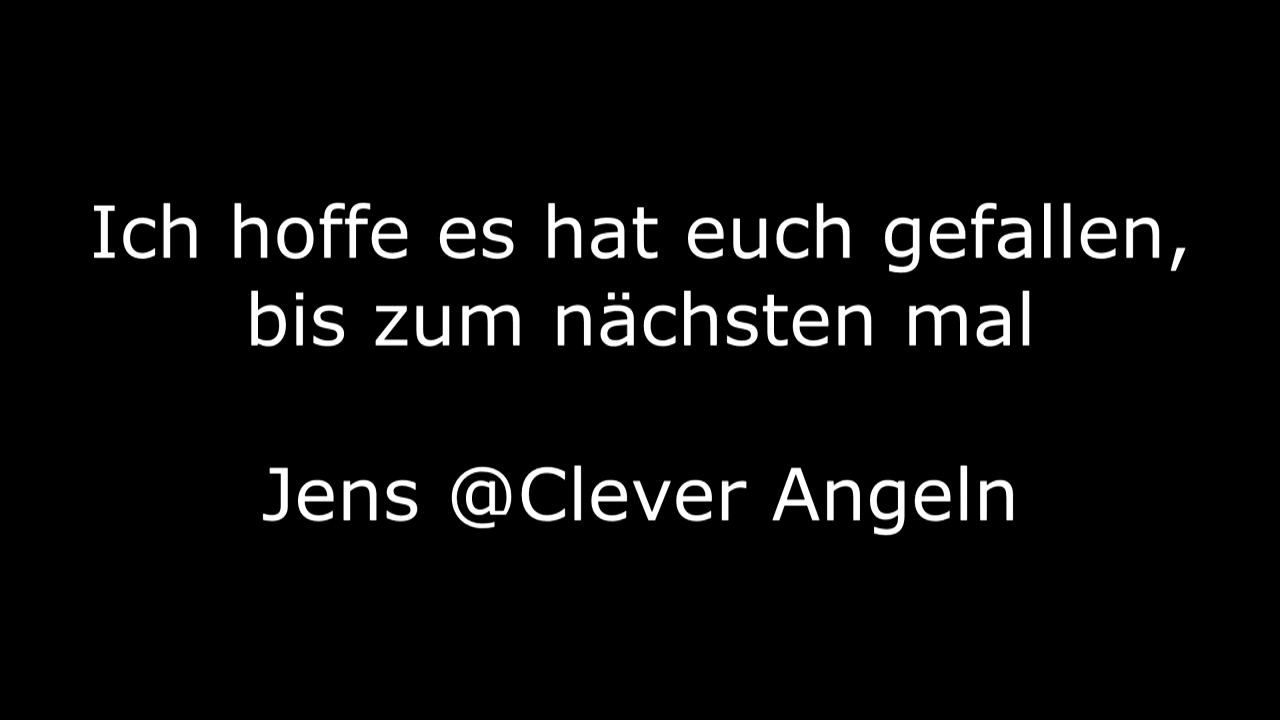 Ich hoffe es hat euch gefallen,
bis zum nächsten mal
Jens @Clever Angeln